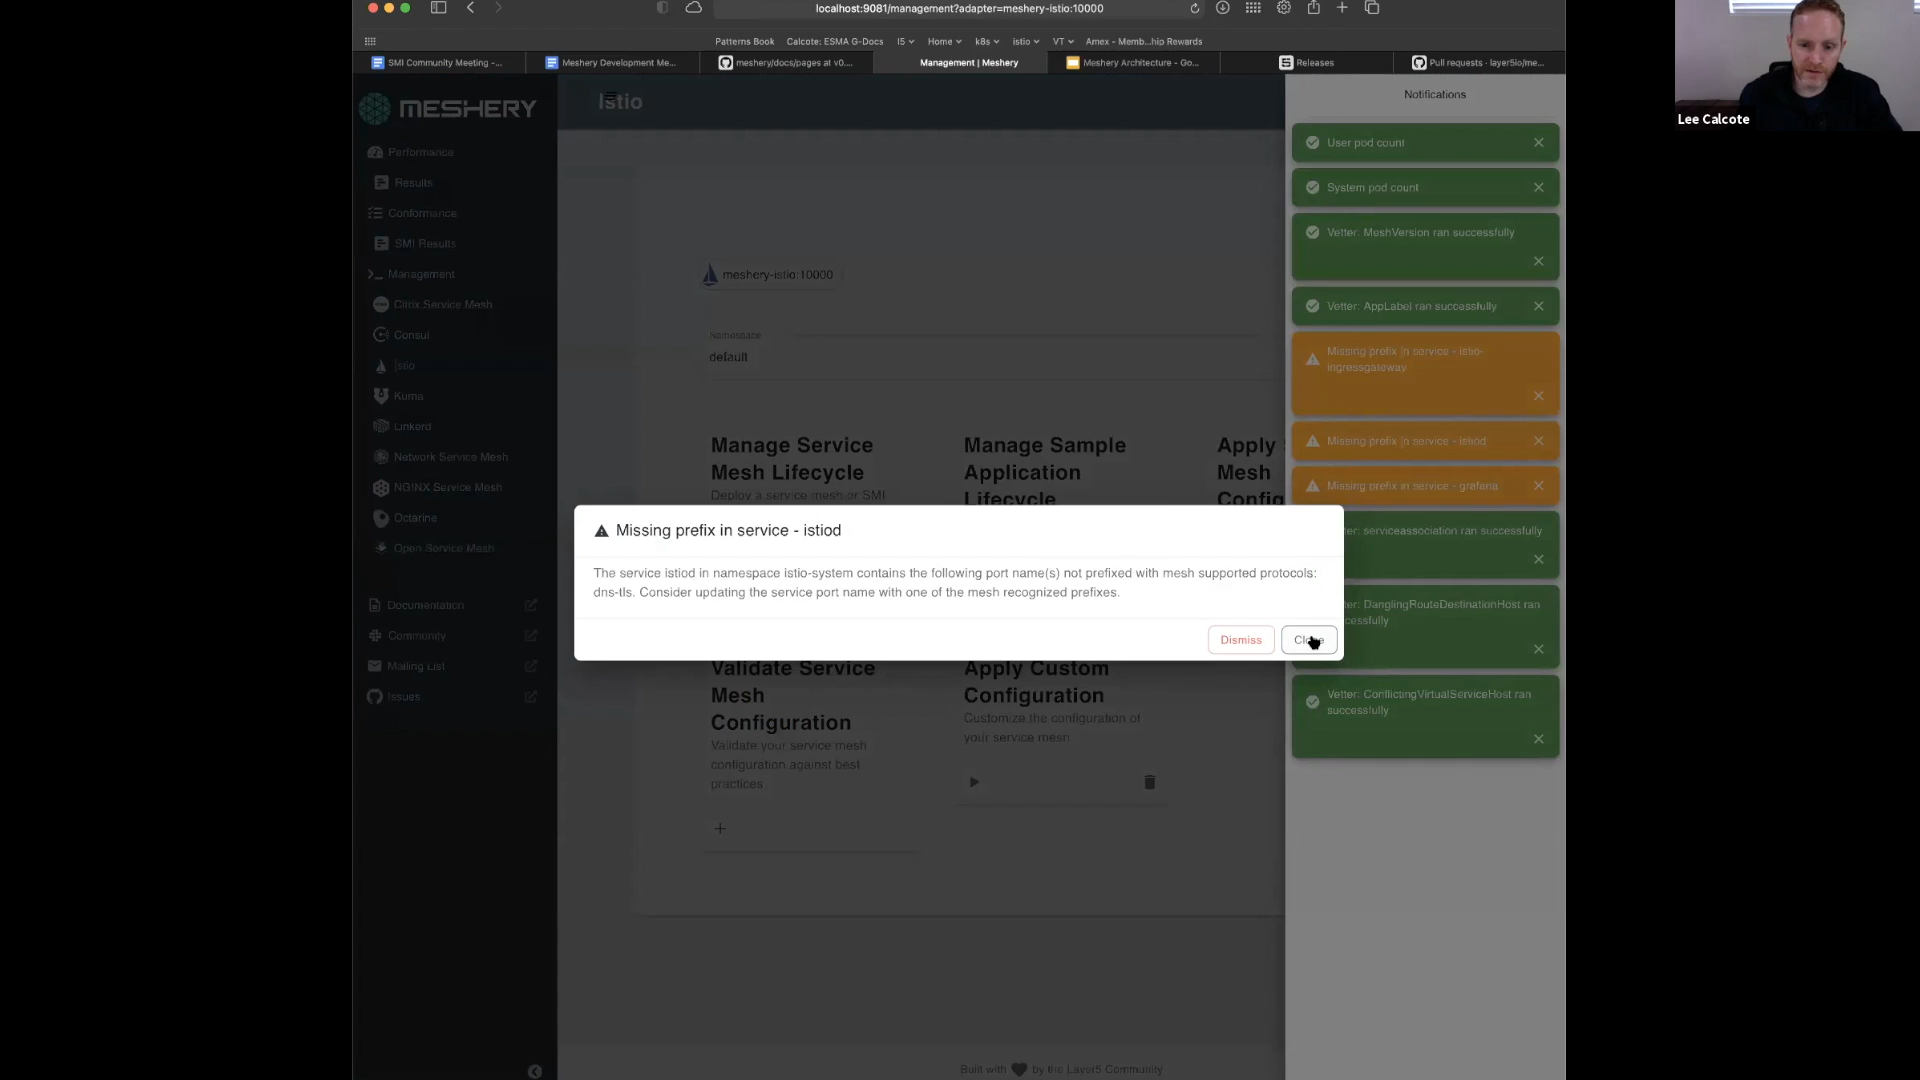 localhost:9081/management?adapter=meshery-istio:10000
Patterns Book
Calcote: ESMA G-Docs
l5
Home
k8s
istio
VT
Amex - Memb...hip Rewards
SMI Community Meeting -...
Meshery Development Me...
meshery/docs/pages at v0....
Management | Meshery
Meshery Architecture - Go...
Releases
Pull requests · layer5io/me...
Lee Calcote
MESHERY
Performance
Results
Conformance
SMI Results
Management
Citrix Service Mesh
Consul
Istio
Kuma
Linkerd
Network Service Mesh
NGINX Service Mesh
Octarine
Open Service Mesh
Documentation
Community
Mailing List
Issues
Istio
meshery-istio:10000
Namespace
default
Manage Service
Mesh Lifecycle
Deploy a service mesh or SMI
Manage Sample
Application
Lifecycle
Apply
Mesh
Config
Missing prefix in service - istiod
The service istiod in namespace istio-system contains the following port name(s) not prefixed with mesh supported protocols:
dns-tls. Consider updating the service port name with one of the mesh recognized prefixes.
Dismiss
Validate Service
Mesh
Configuration
Validate your service mesh
configuration against best
practices
Apply Custom
Configuration
Customize the configuration of
your service mesh
Built with
by the Layer5 Community
Notifications
User pod count
System pod count
Vetter: MeshVersion ran successfully
Vetter: AppLabel ran successfully
Missing prefix in service - istio-
ingressgateway
Missing prefix in service - istiod
Missing prefix in service - grafana
serviceassociation ran successfully
DanglingRouteDestinationHost ran
Vetter: ConflictingVirtualServiceHost ran
successfully